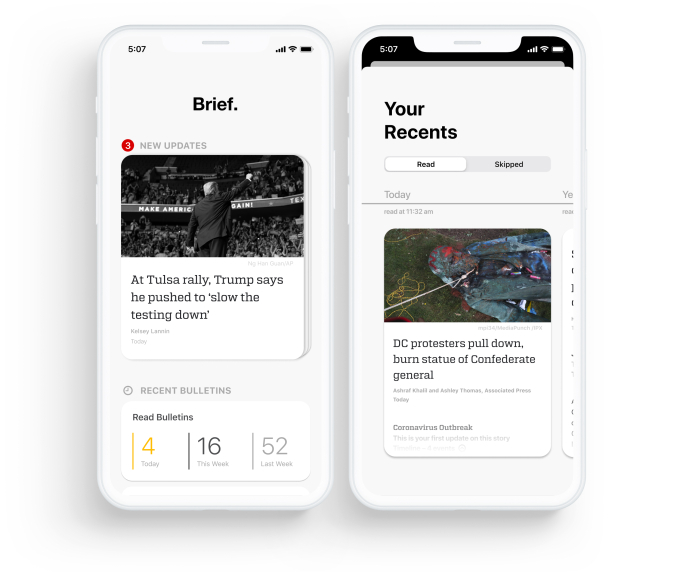 5:07
Brief.
3 NEW UPDATES
MAKE AMERIC GAIN! TEX
At Tulsa rally, Trump says
he pushed to ‘slow the
testing down’
Kelsey Lannin
Today
RECENT BULLETINS
Read Bulletins
4 16 52
Today This Week Last Week
5:07
Your
Recents
Read Skipped
Today Ye
read at 11:32 am read
mpi34/MediaPunch /IPX
DC protesters pull down,
burn statue of Confederate
general
Ashraf Khalil and Ashley Thomas, Associated Press
Today
Coronavirus Outbreak
This is your first update on this story